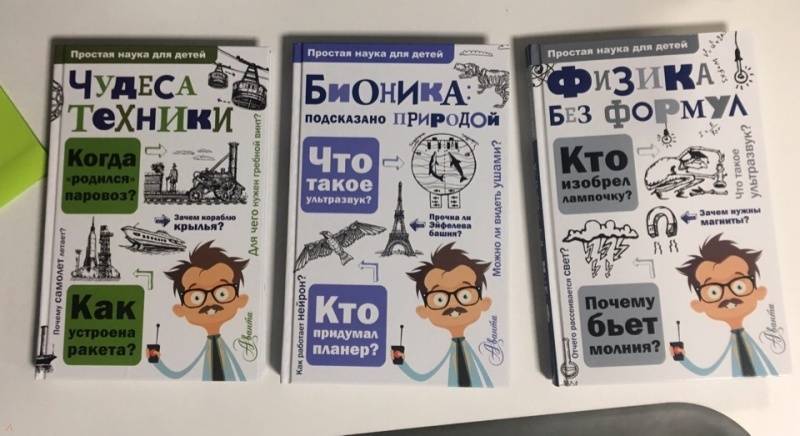 Простая наука для детей
Чудеса
техники
Когда
«родился»
паровоз?
Для чего нужен гребной винт?
Зачем кораблю
крылья?
Почему самолет летает?
Как
устроена
ракета?
Аванта
Простая наука для детей
Бионика:
подсказано природой
Что
такое
ультразвук?
Можно ли видеть ушами?
Прочна ли
Эйфелева
башня?
Как работает нейрон?
Кто
придумал
планер?
Аванта
Простая наука для детей
Физика
без формул
Кто
изобрел
лампочку?
Что такое
ультразвук?
Зачем нужны
магниты?
Отчего рассеивается свет?
Почему
бьет
молния?
Аванта